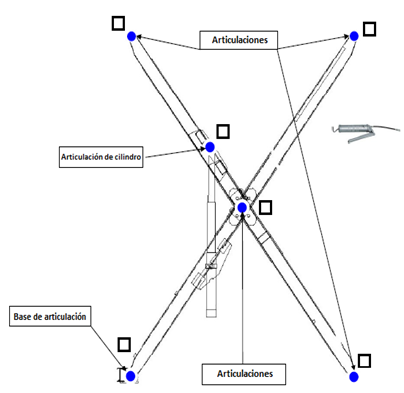 Articulaciones
Articulación de cilindro
Base de articulación
Articulaciones